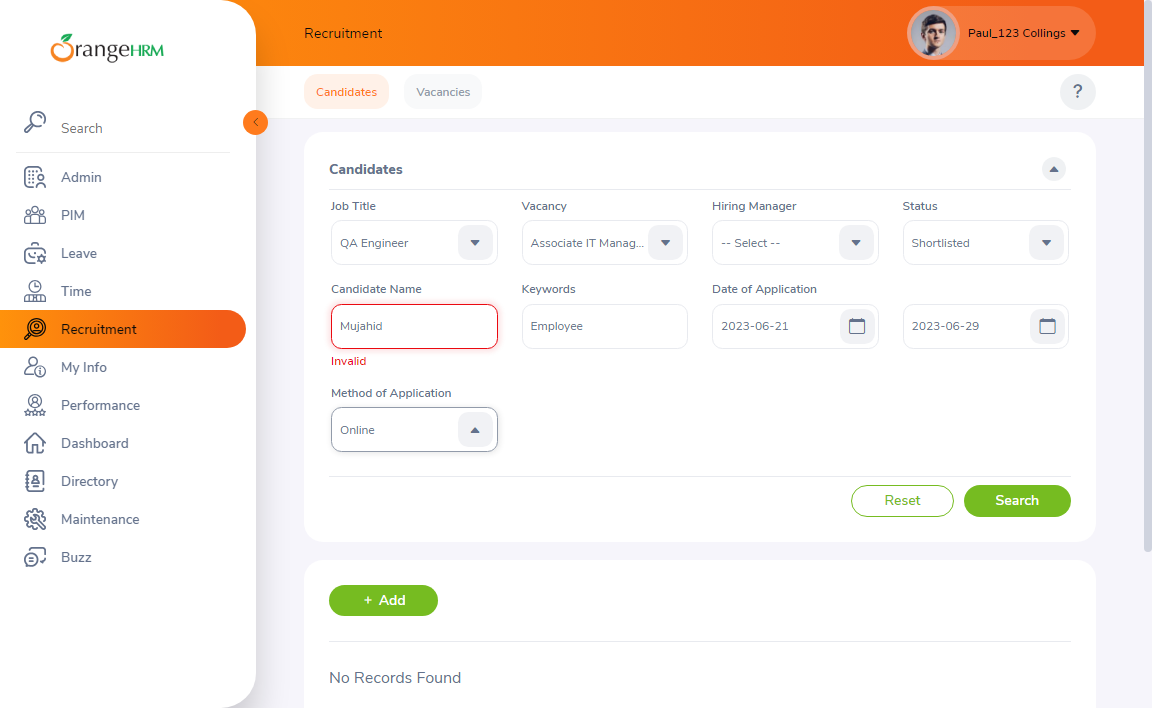 OrangeHRM
Search
Admin
PIM
Leave
Time
Recruitment
My Info
Performance
Dashboard
Directory
Maintenance
Buzz
Recruitment
Paul_123 Collings
Candidates
Vacancies
?
Candidates
Job Title
Vacancy
Hiring Manager
Status
QA Engineer
Associate IT Manag...
-- Select --
Shortlisted
Candidate Name
Keywords
Date of Application
Mujahid
Employee
2023-06-21
2023-06-29
Invalid
Method of Application
Online
Reset
Search
+ Add
No Records Found